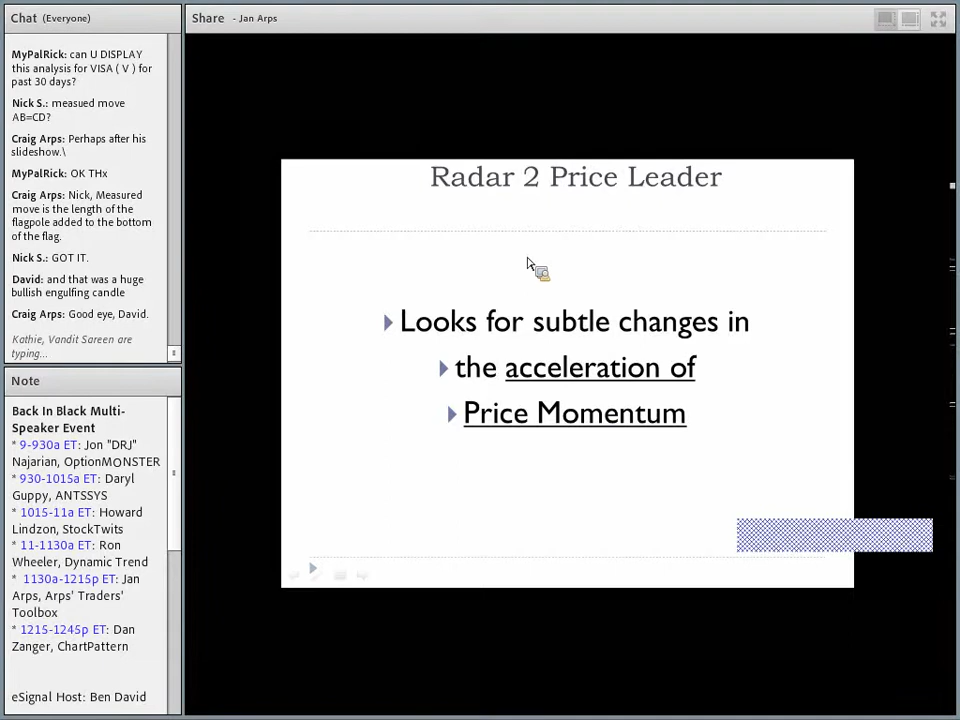 Chat (Everyone)
MyPalRick: can U DISPLAY
this analysis for VISA ( V ) for
past 30 days?
Nick S.: measued move
AB=CD?
Craig Arps: Perhaps after his
slideshow.\
MyPalRick: OK THx
Craig Arps: Nick, Measured
move is the length of the
flagpole added to the bottom
of the flag.
Nick S.: GOT IT.
David: and that was a huge
bullish engulfing candle
Craig Arps: Good eye, David.
Kathie, Vandit Sareen are
typing...
Note
Back In Black Multi-
Speaker Event
* 9-930a ET: Jon "DRJ"
Najarian, OptionMONSTER
* 930-1015a ET: Daryl
Guppy, ANTSSYS
* 1015-11a ET: Howard
Lindzon, StockTwits
* 11-1130a ET: Ron
Wheeler, Dynamic Trend
* 1130a-1215p ET: Jan
Arps, Arps' Traders'
Toolbox
* 1215-1245p ET: Dan
Zanger, ChartPattern
eSignal Host: Ben David
Share - Jan Arps
Radar 2 Price Leader
Looks for subtle changes in
the acceleration of
Price Momentum